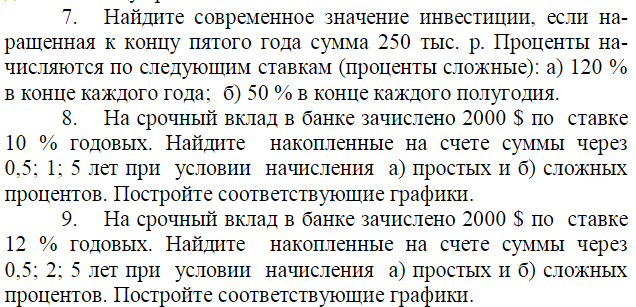 7. Найдите современное значение инвестиции, если на-
ращенная к концу пятого года сумма 250 тыс. р. Проценты на-
числяются по следующим ставкам (проценты сложные): а) 120 %
в конце каждого года; б) 50 % в конце каждого полугодия.
8. На срочный вклад в банке зачислено 2000 $ по ставке
10 % годовых. Найдите накопленные на счете суммы через
0,5; 1; 5 лет при условии начисления а) простых и б) сложных
процентов. Постройте соответствующие графики.
9. На срочный вклад в банке зачислено 2000 $ по ставке
12 % годовых. Найдите накопленные на счете суммы через
0,5; 2; 5 лет при условии начисления а) простых и б) сложных
процентов. Постройте соответствующие графики.